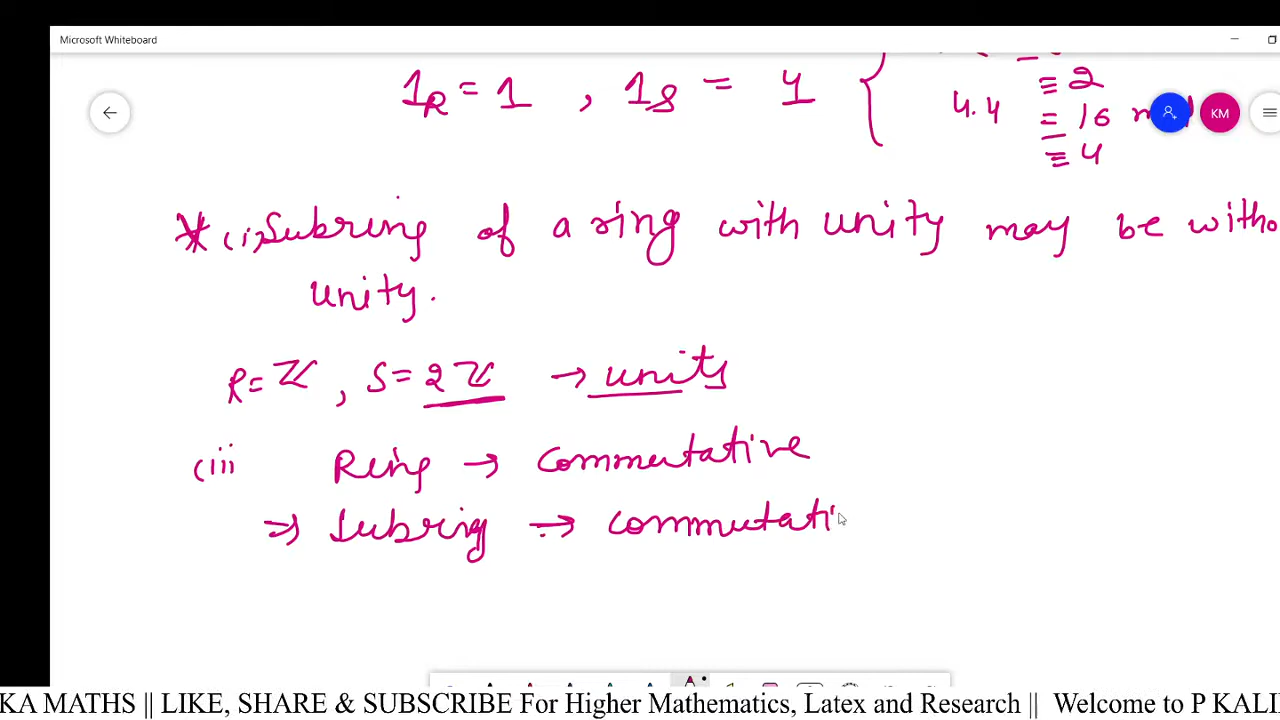 Microsoft Whiteboard
1R = 1 , 1S = 4 {
≡ 2
4.4 = 16
≡ 4
KM
* (i) Subring of a ring with unity may be witho
unity.
R = ℤ , S = 2ℤ → unity
(iii Ring → Commutative
⇒ Subring → commutati
KA MATHS || LIKE, SHARE & SUBSCRIBE For Higher Mathematics, Latex and Research || Welcome to P KALI